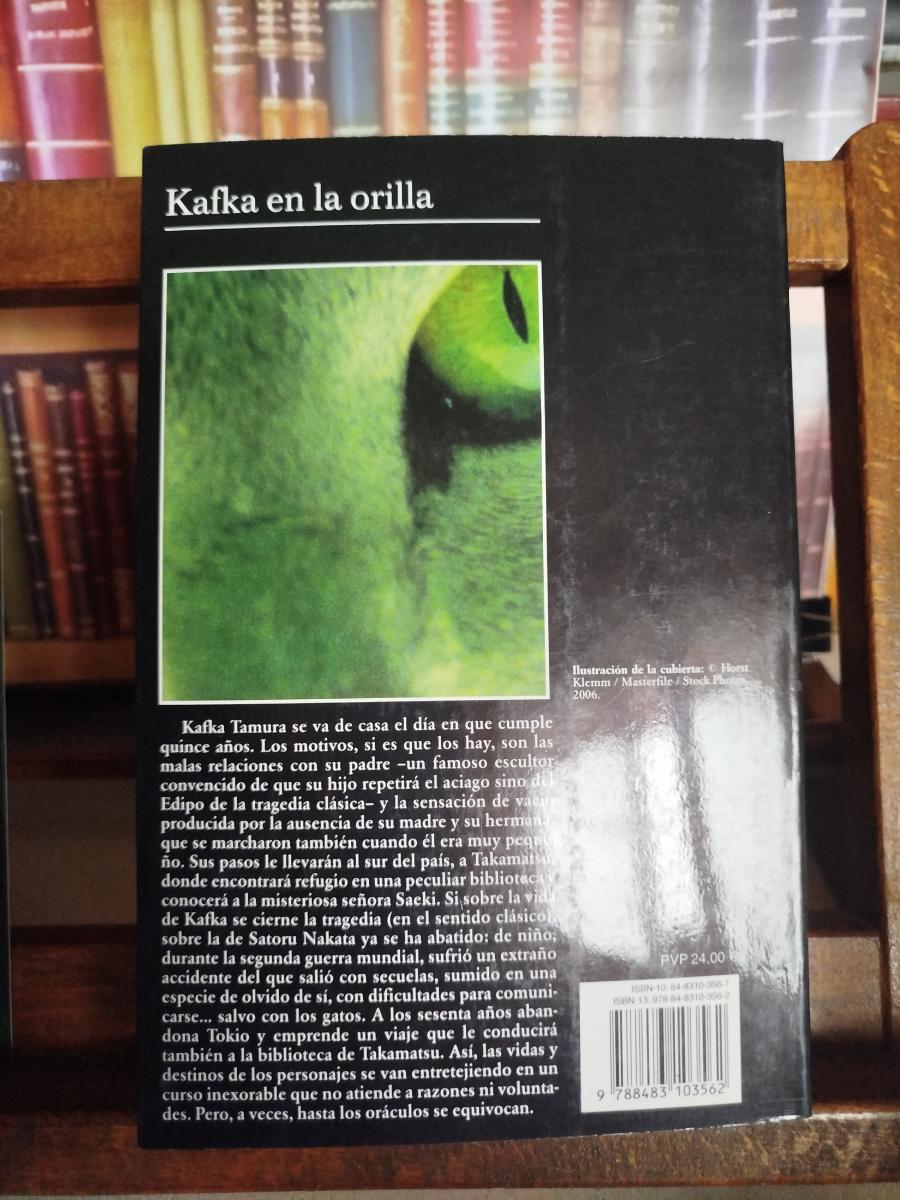 Kafka en la orilla
Ilustración de la cubierta: © Horst
Klemm / Masterfile / Stock Photos,
2006.
Kafka Tamura se va de casa el día en que cumple
quince años. Los motivos, si es que los hay, son las
malas relaciones con su padre –un famoso escultor
convencido de que su hijo repetirá el aciago sino del
Edipo de la tragedia clásica– y la sensación de vacío
producida por la ausencia de su madre y su hermana,
que se marcharon también cuando él era muy peque-
ño. Sus pasos le llevarán al sur del país, a Takamatsu,
donde encontrará refugio en una peculiar biblioteca y
conocerá a la misteriosa señora Saeki. Si sobre la vida
de Kafka se cierne la tragedia (en el sentido clásico),
sobre la de Satoru Nakata ya se ha abatido: de niño,
durante la segunda guerra mundial, sufrió un extraño
accidente del que salió con secuelas, sumido en una
especie de olvido de sí, con dificultades para comuni-
carse... salvo con los gatos. A los sesenta años aban-
dona Tokio y emprende un viaje que le conducirá
también a la biblioteca de Takamatsu. Así, las vidas y
destinos de los personajes se van entretejiendo en un
curso inexorable que no atiende a razones ni volunta-
des. Pero, a veces, hasta los oráculos se equivocan.
PVP 24,00 €
ISBN-10: 84-8310-356-7
ISBN-13: 978-84-8310-356-2
9 788483 103562